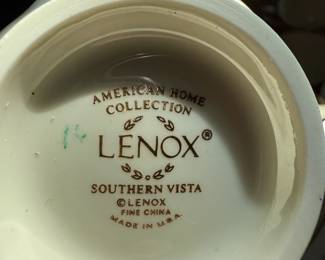 AMERICAN HOME
COLLECTION
LENOX®
SOUTHERN VISTA
©LENOX
FINE CHINA
MADE IN U.S.A.